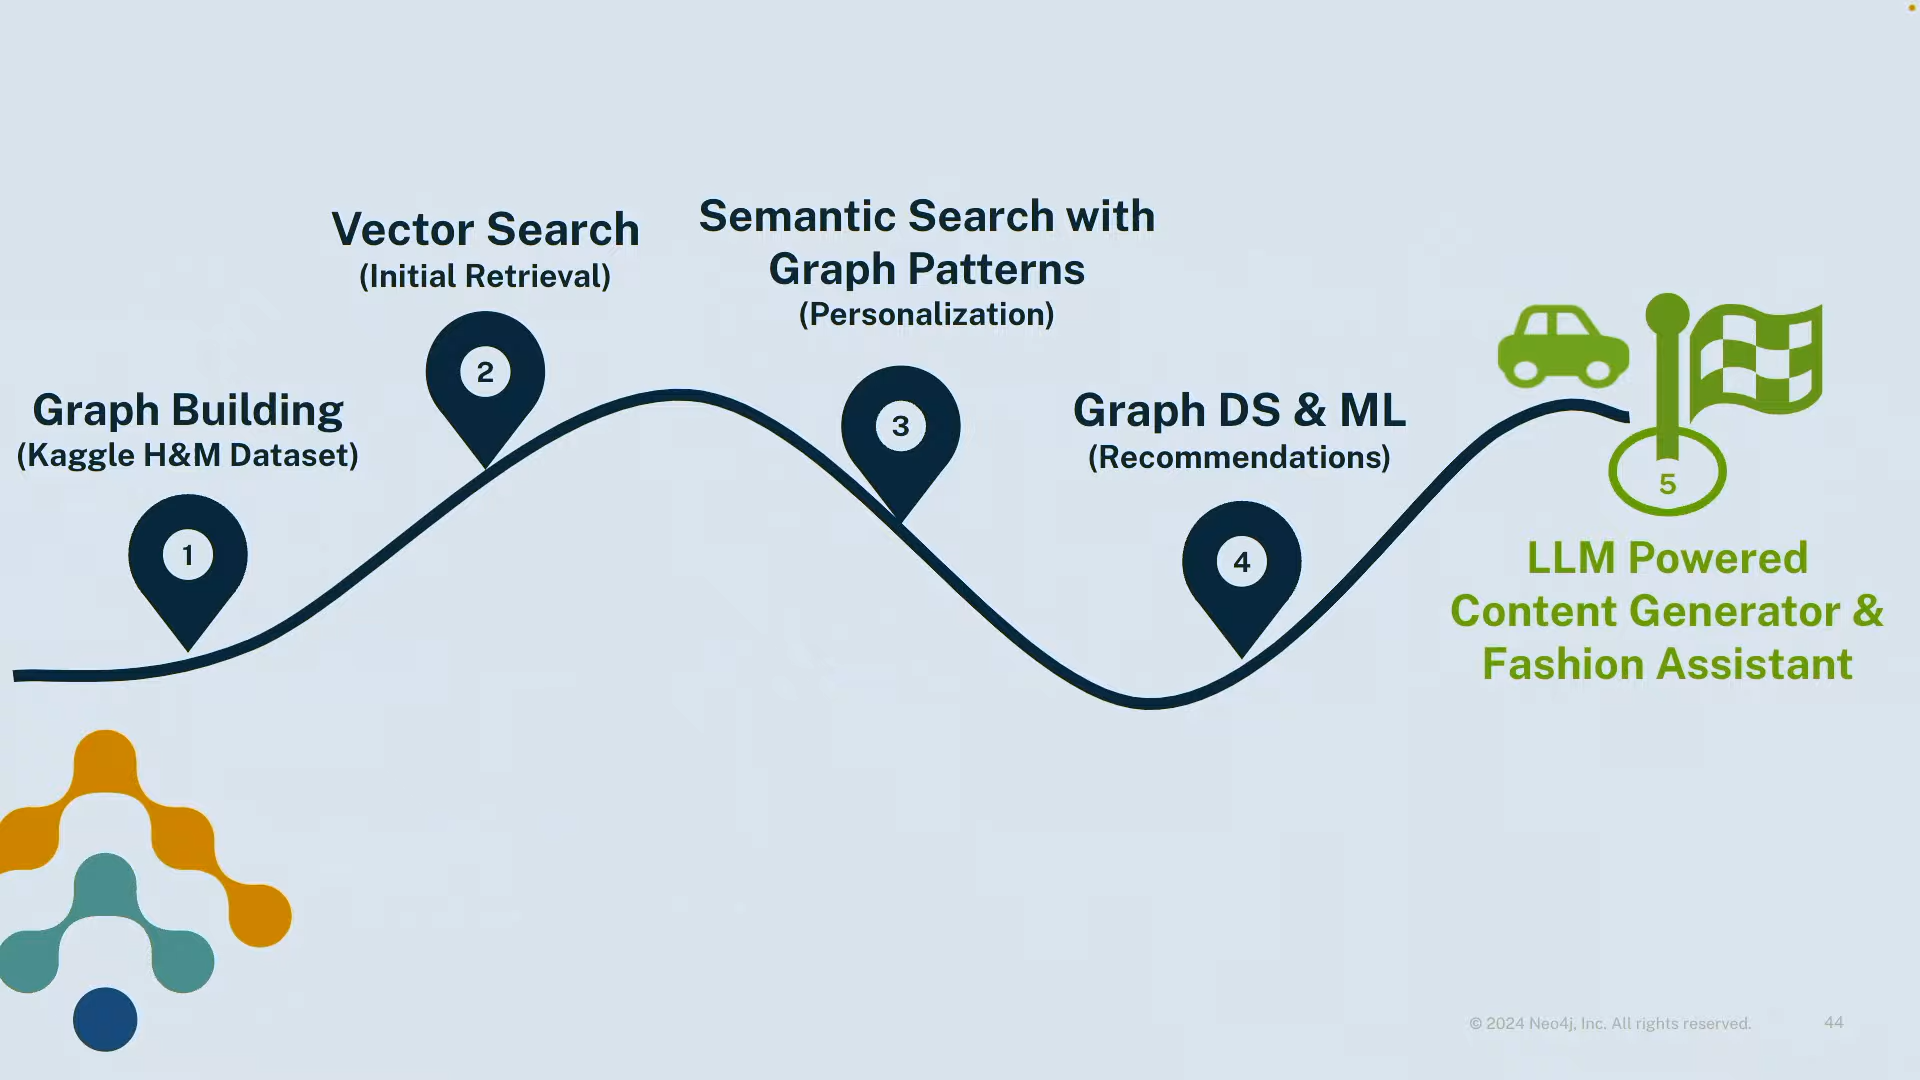 Graph Building
(Kaggle H&M Dataset)
1
Vector Search
(Initial Retrieval)
2
Semantic Search with
Graph Patterns
(Personalization)
3
Graph DS & ML
(Recommendations)
4
5
LLM Powered
Content Generator &
Fashion Assistant
© 2024 Neo4j, Inc. All rights reserved.
44